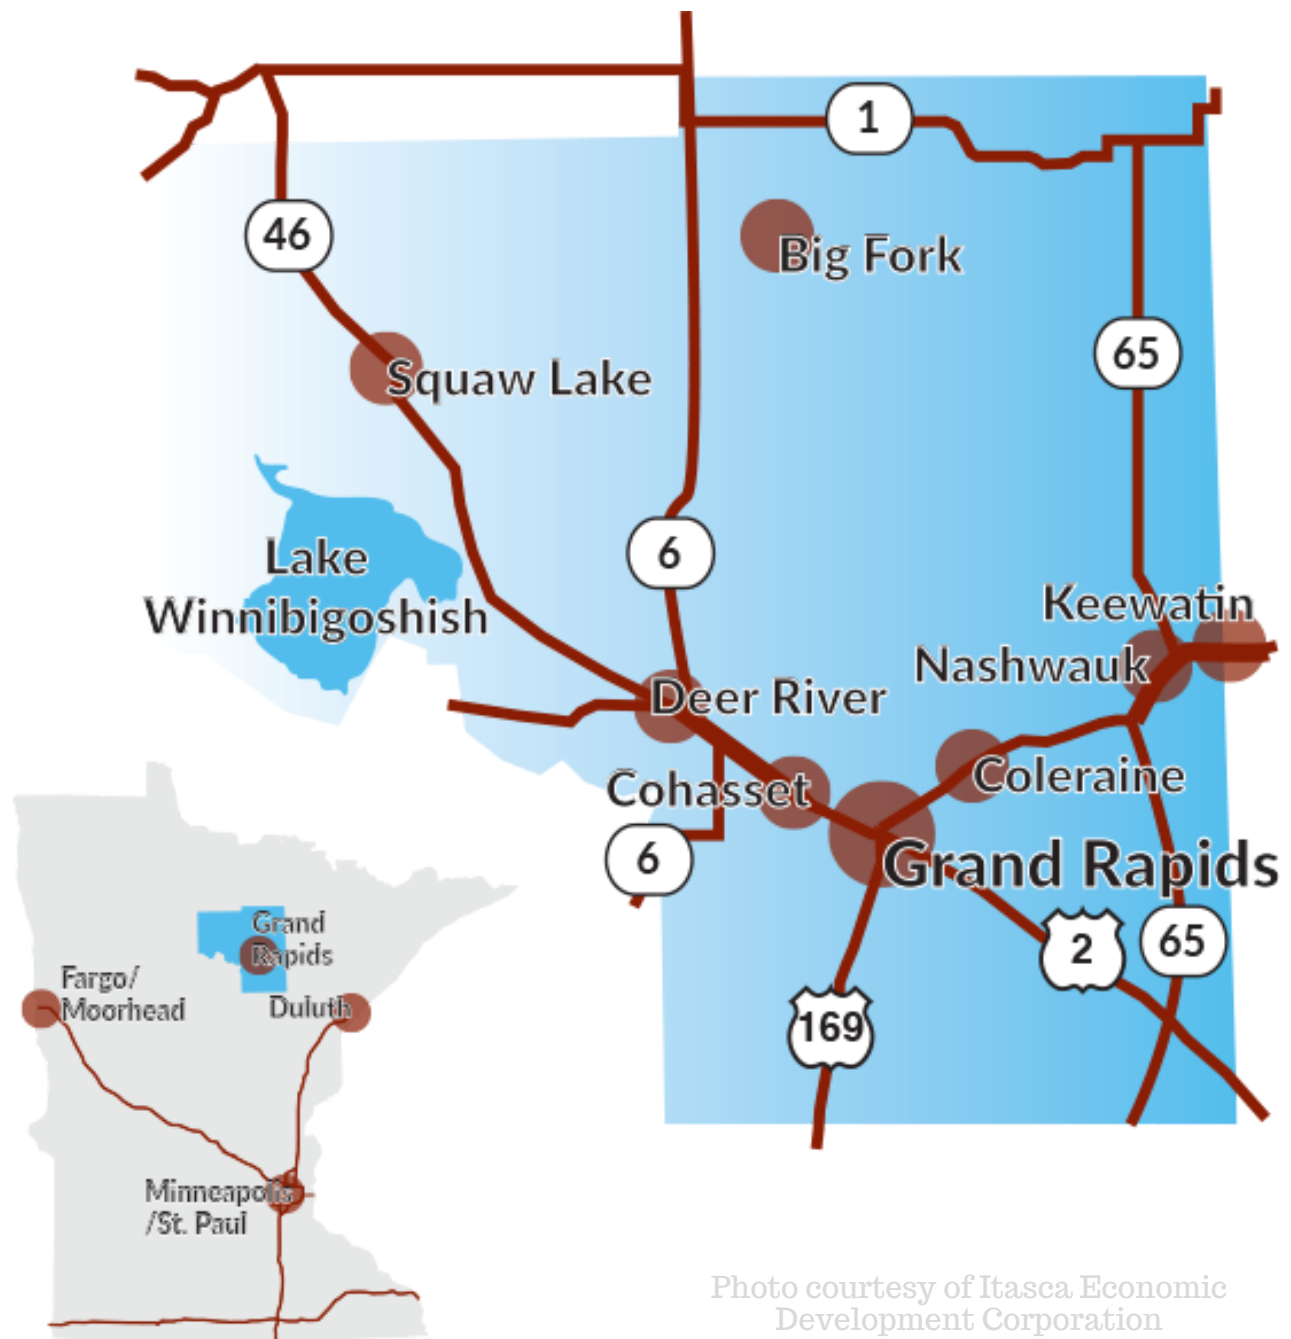 1
46
Big Fork
65
Squaw Lake
6
Lake
Winnibigoshish
Keewatin
Nashwauk
Deer River
Cohasset
Coleraine
6
Grand Rapids
2
65
169
Grand
Rapids
Fargo/
Moorhead
Duluth
Minneapolis
/St. Paul
Photo courtesy of Itasca Economic
Development Corporation